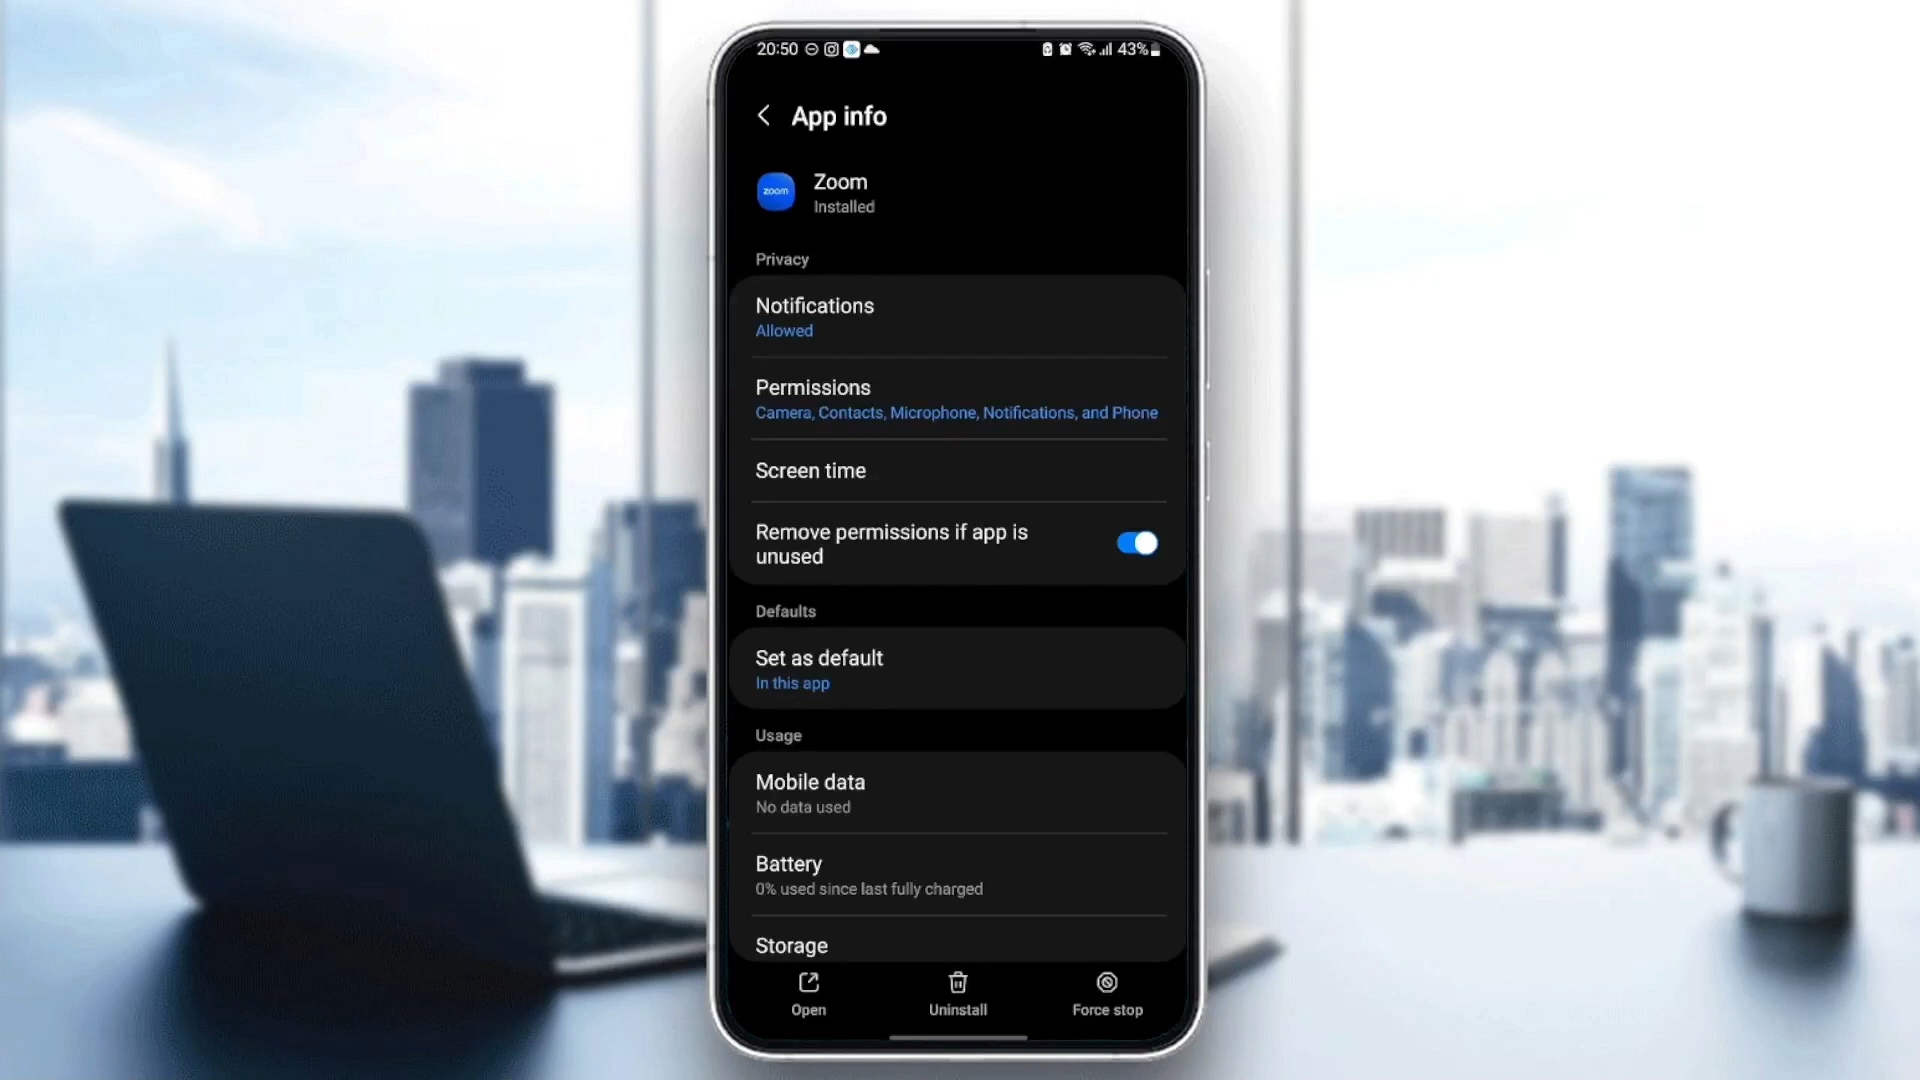 20:50 43%
App info
zoom
Zoom
Installed
Privacy
Notifications
Allowed
Permissions
Camera, Contacts, Microphone, Notifications, and Phone
Screen time
Remove permissions if app is
unused
Defaults
Set as default
In this app
Usage
Mobile data
No data used
Battery
0% used since last fully charged
Storage
Open Uninstall Force stop